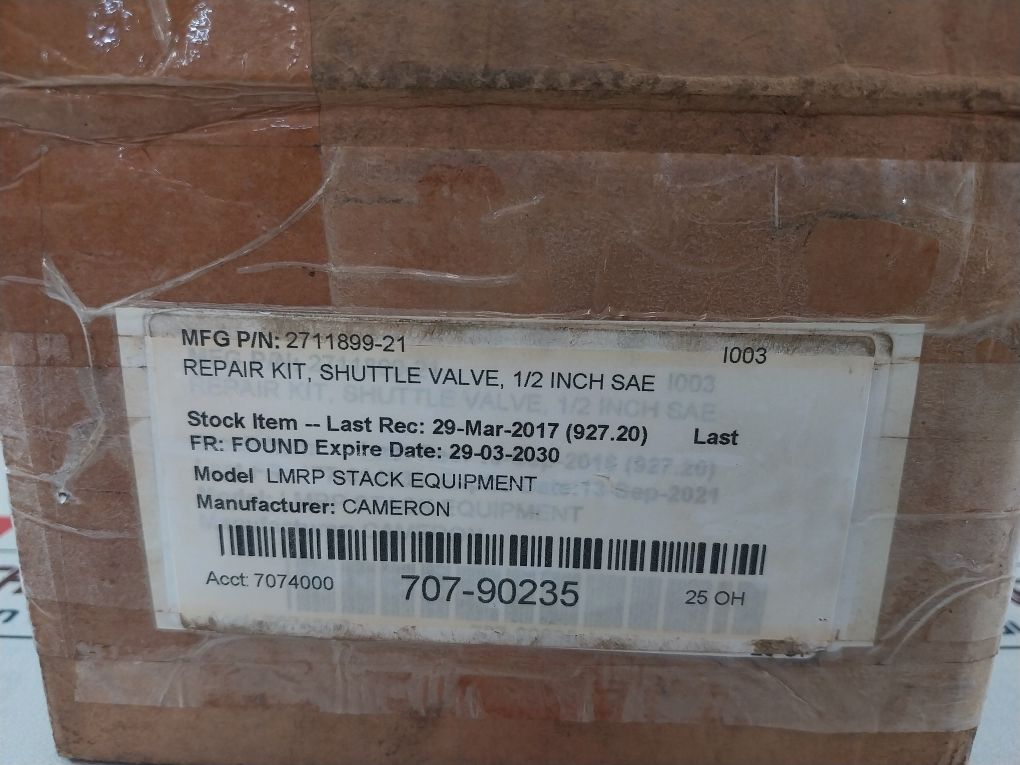 MFG P/N: 2711899-21 I003
REPAIR KIT, SHUTTLE VALVE, 1/2 INCH SAE
Stock Item -- Last Rec: 29-Mar-2017 (927.20) Last
FR: FOUND Expire Date: 29-03-2030
Model LMRP STACK EQUIPMENT
Manufacturer: CAMERON
Acct: 7074000 707-90235 25 OH